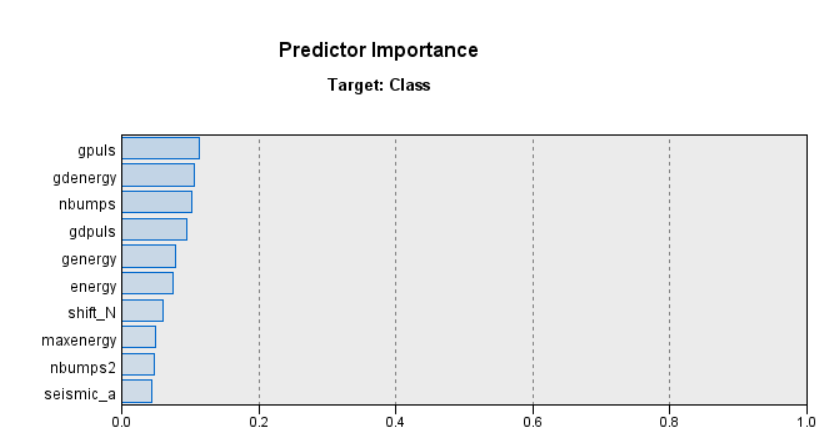 Predictor Importance
Target: Class
gpuls
gdenergy
nbumps
gdpuls
genergy
energy
shift_N
maxenergy
nbumps2
seismic_a
0.0 0.2 0.4 0.6 0.8 1.0